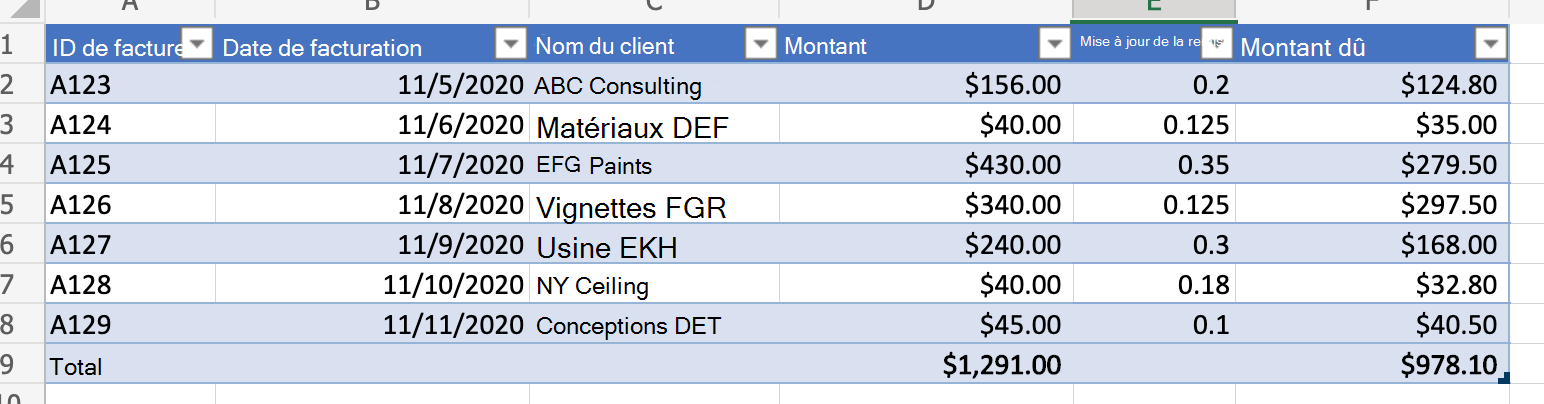 A B C D E F
1 ID de facture Date de facturation Nom du client Montant Mise à jour de la Montant dû
2 A123 11/5/2020 ABC Consulting $156.00 0.2 $124.80
3 A124 11/6/2020 Matériaux DEF $40.00 0.125 $35.00
4 A125 11/7/2020 EFG Paints $430.00 0.35 $279.50
5 A126 11/8/2020 Vignettes FGR $340.00 0.125 $297.50
6 A127 11/9/2020 Usine EKH $240.00 0.3 $168.00
7 A128 11/10/2020 NY Ceiling $40.00 0.18 $32.80
8 A129 11/11/2020 Conceptions DET $45.00 0.1 $40.50
9 Total $1,291.00 $978.10
10